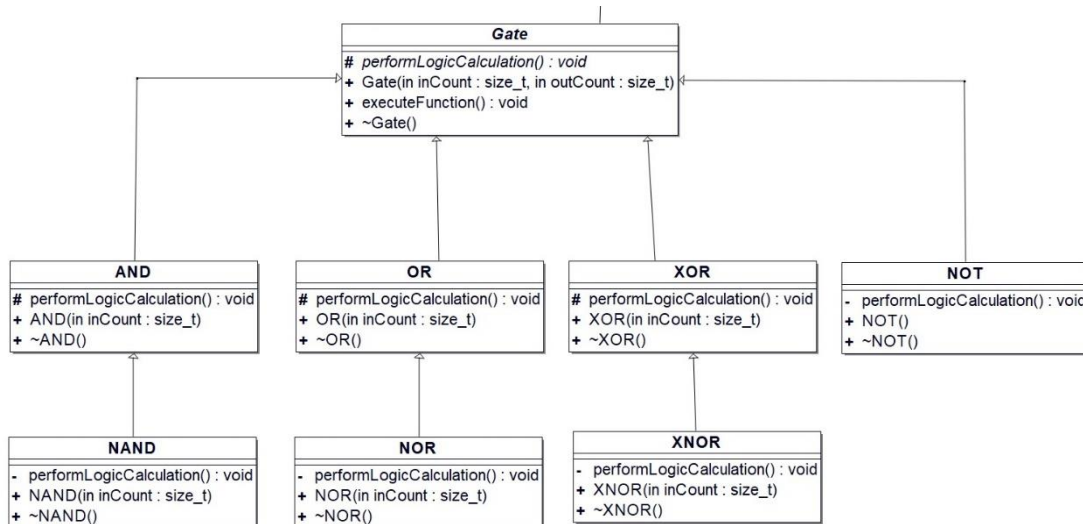 Gate
# performLogicCalculation() : void
+ Gate(in inCount : size_t, in outCount : size_t)
+ executeFunction() : void
+ ~Gate()
AND
# performLogicCalculation() : void
+ AND(in inCount : size_t)
+ ~AND()
OR
# performLogicCalculation() : void
+ OR(in inCount : size_t)
+ ~OR()
XOR
# performLogicCalculation() : void
+ XOR(in inCount : size_t)
+ ~XOR()
NOT
- performLogicCalculation() : void
+ NOT()
+ ~NOT()
NAND
- performLogicCalculation() : void
+ NAND(in inCount : size_t)
+ ~NAND()
NOR
- performLogicCalculation() : void
+ NOR(in inCount : size_t)
+ ~NOR()
XNOR
- performLogicCalculation() : void
+ XNOR(in inCount : size_t)
+ ~XNOR()